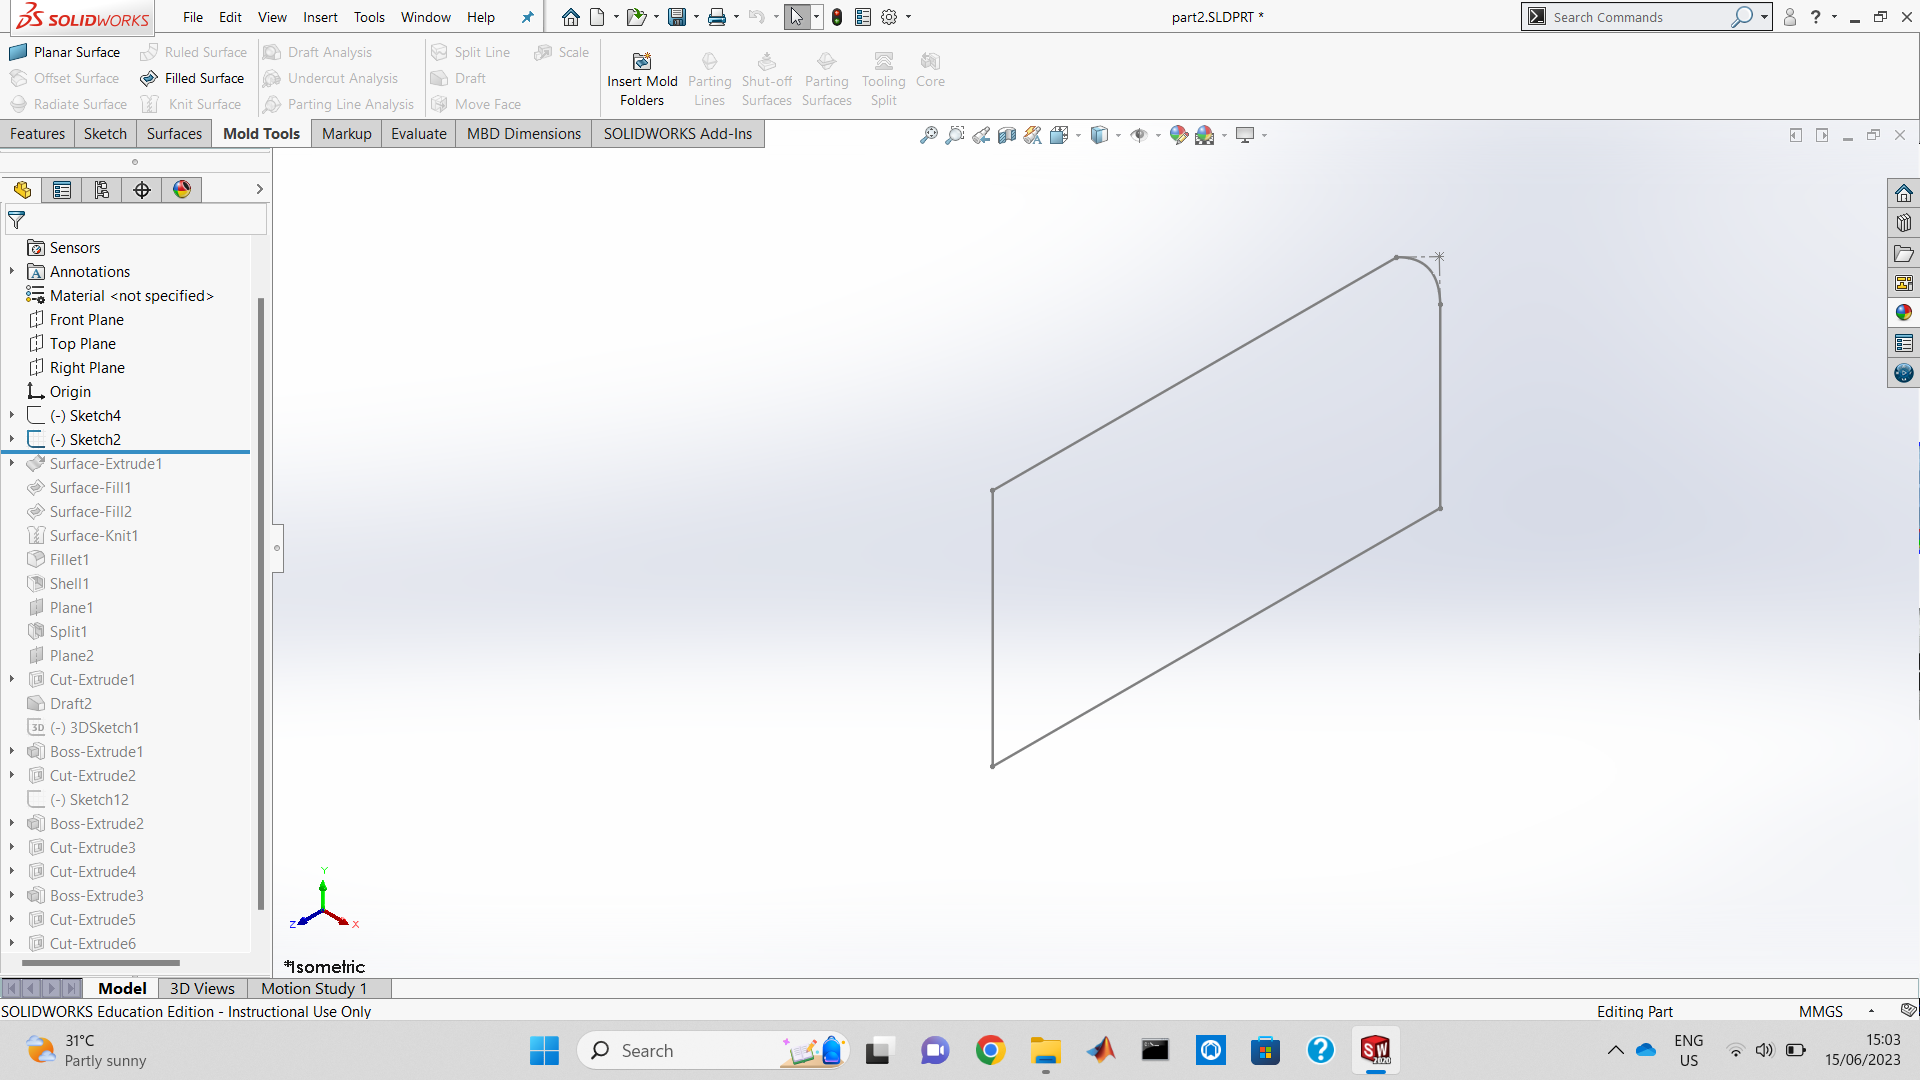 SOLIDWORKS File Edit View Insert Tools Window Help part2.SLDPRT * Search Commands ?
Planar Surface Ruled Surface Draft Analysis Split Line Scale
Offset Surface Filled Surface Undercut Analysis Draft
Radiate Surface Knit Surface Parting Line Analysis Move Face
Insert Mold Parting Shut-off Parting Tooling Core
Folders Lines Surfaces Surfaces Split
Features Sketch Surfaces Mold Tools Markup Evaluate MBD Dimensions SOLIDWORKS Add-Ins
Sensors
Annotations
Material <not specified>
Front Plane
Top Plane
Right Plane
Origin
(-) Sketch4
(-) Sketch2
Surface-Extrude1
Surface-Fill1
Surface-Fill2
Surface-Knit1
Fillet1
Shell1
Plane1
Split1
Plane2
Cut-Extrude1
Draft2
3D (-) 3DSketch1
Boss-Extrude1
Cut-Extrude2
(-) Sketch12
Boss-Extrude2
Cut-Extrude3
Cut-Extrude4
Boss-Extrude3
Cut-Extrude5
Cut-Extrude6
Y
Z X
*Isometric
Model 3D Views Motion Study 1
SOLIDWORKS Education Edition - Instructional Use Only Editing Part MMGS
31°C
Partly sunny
Search
SW
2020
ENG
US
15:03
15/06/2023